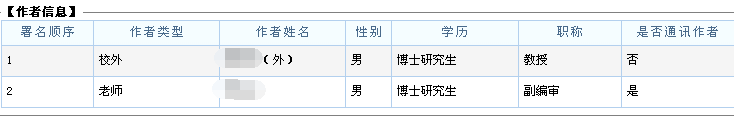 【作者信息】
署名顺序 作者类型 作者姓名 性别 学历 职称 是否通讯作者
1 校外 （外） 男 博士研究生 教授 否
2 老师 男 博士研究生 副编审 是